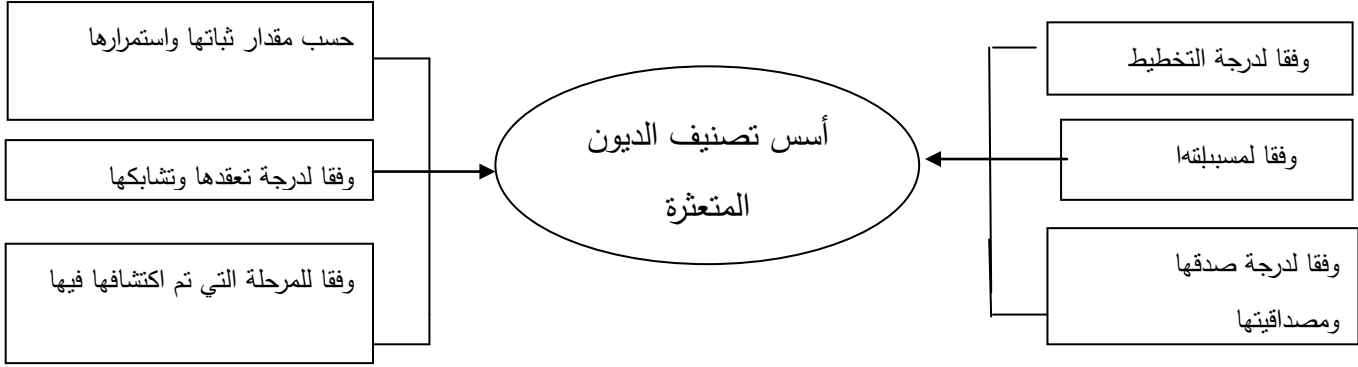 وفقا لدرجة التخطيط
وفقا لمسبباتها
وفقا لدرجة صدقها
ومصداقيتها
أسس تصنيف الديون
المتعثرة
حسب مقدار ثباتها واستمرارها
وفقا لدرجة تعقدها وتشابكها
وفقا للمرحلة التي تم اكتشافها فيها